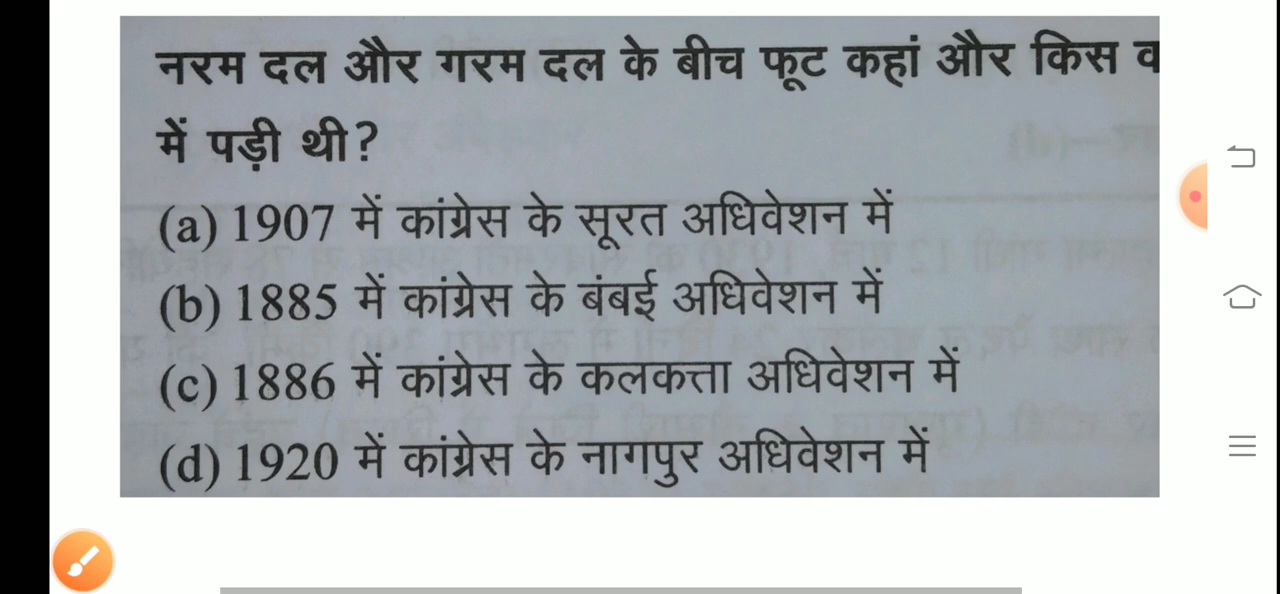 नरम दल और गरम दल के बीच फूट कहां और किस
में पड़ी थी?
(a) 1907 में कांग्रेस के सूरत अधिवेशन में
(b) 1885 में कांग्रेस के बंबई अधिवेशन में
(c) 1886 में कांग्रेस के कलकत्ता अधिवेशन में
(d) 1920 में कांग्रेस के नागपुर अधिवेशन में